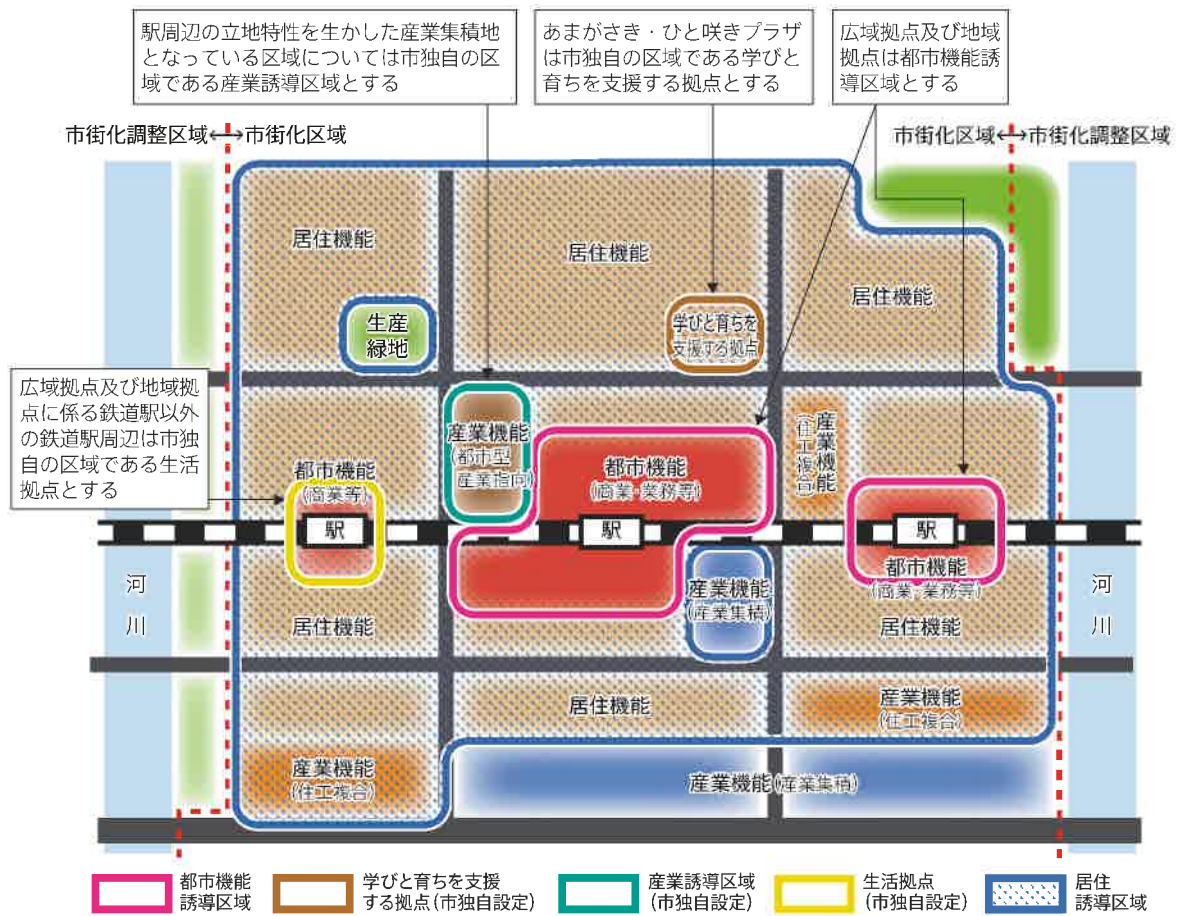 駅周辺の立地特性を生かした産業集積地
となっている区域については市独自の区
域である産業誘導区域とする
あまがさき・ひと咲きプラザ
は市独自の区域である学びと
育ちを支援する拠点とする
広域拠点及び地域
拠点は都市機能誘
導区域とする
市街化調整区域↔市街化区域
市街化区域↔市街化調整区域
居住機能
居住機能
居住機能
生産
緑地
学びと育ちを
支援する拠点
広域拠点及び地域拠
点に係る鉄道駅以外
の鉄道駅周辺は市独
自の区域である生活
拠点とする
産業機能
(都市型
産業指向)
都市機能
(商業等)
都市機能
(商業・業務等)
産業機能
(住工複合)
駅
駅
駅
都市機能
(商業・業務等)
河川
河川
産業機能
(産業集積)
居住機能
居住機能
居住機能
産業機能
(住工複合)
産業機能
(住工複合)
産業機能(産業集積)
都市機能
誘導区域
学びと育ちを支援
する拠点(市独自設定)
産業誘導区域
(市独自設定)
生活拠点
(市独自設定)
居住
誘導区域